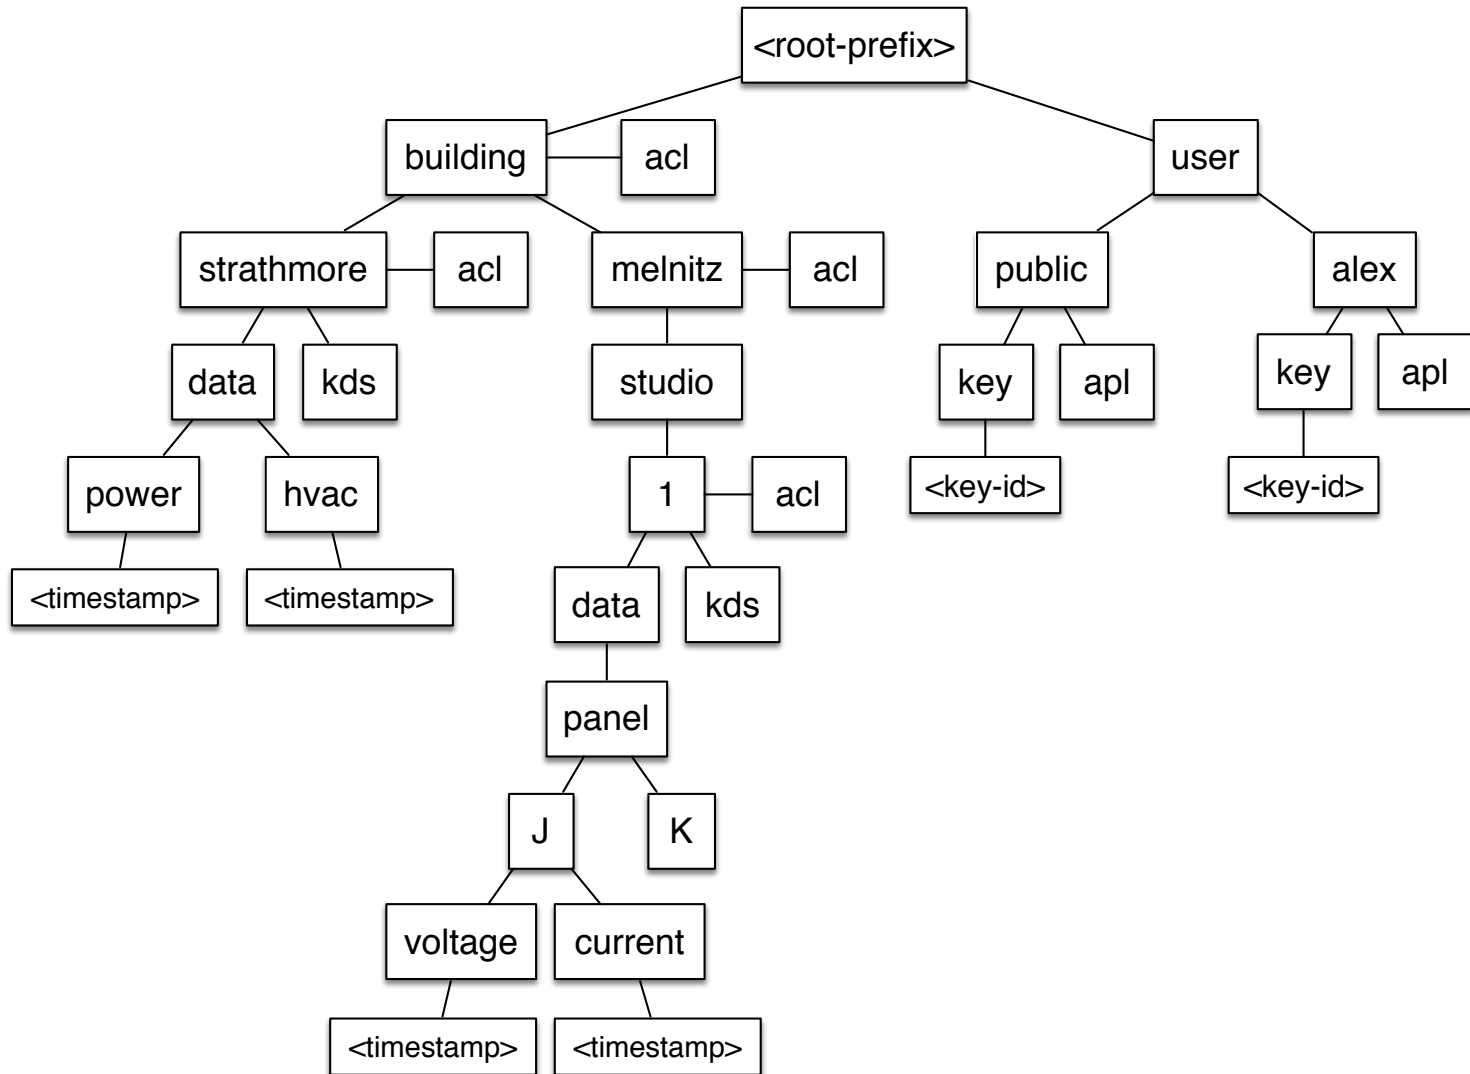 <root-prefix>
building
acl
user
strathmore
acl
melnitz
acl
public
alex
data
kds
studio
key
apl
key
apl
power
hvac
1
acl
<key-id>
<key-id>
<timestamp>
<timestamp>
data
kds
panel
J
K
voltage
current
<timestamp>
<timestamp>